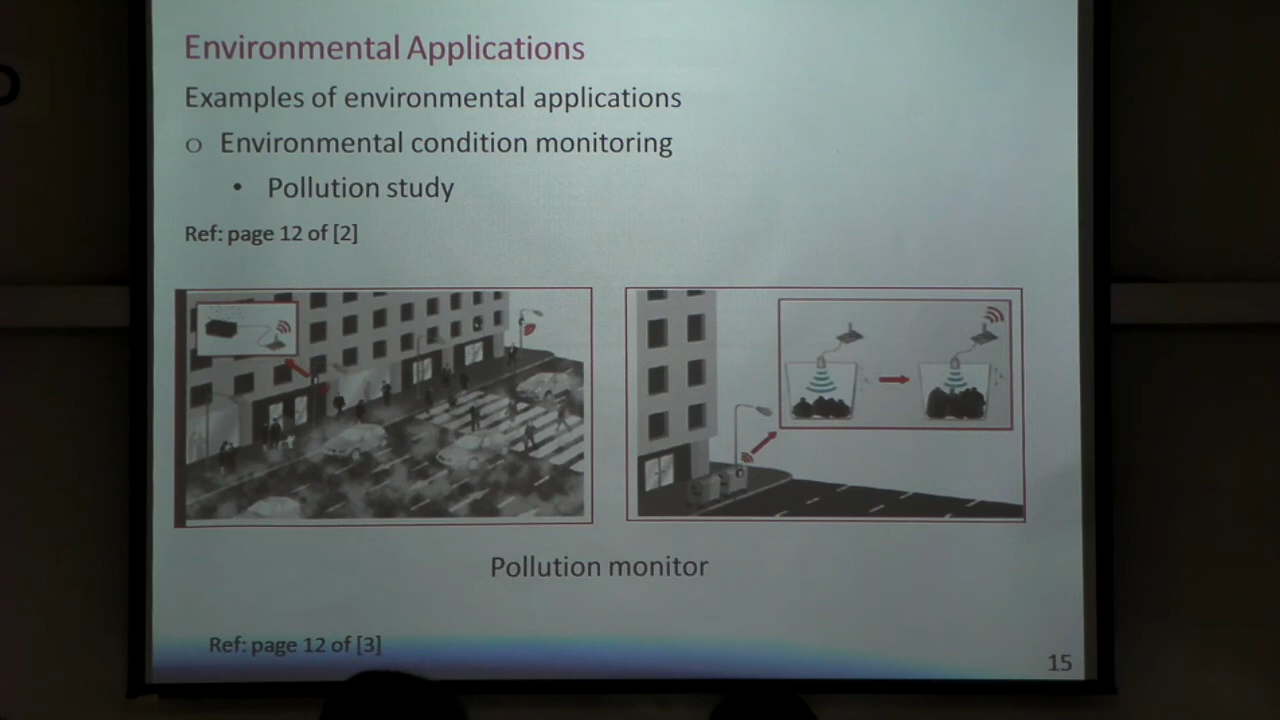 Environmental Applications
Examples of environmental applications
o Environmental condition monitoring
• Pollution study
Ref: page 12 of [2]
Pollution monitor
Ref: page 12 of [3]
15